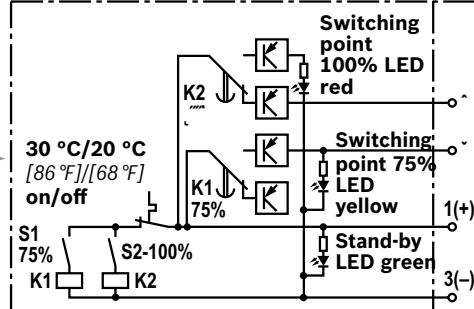 Switching
point
100% LED
red
K2
30 °C/20 °C
[86 °F]/[68 °F]
on/off
Switching
point 75%
LED
yellow
K1
75%
1(+)
S1
75%
S2-100%
Stand-by
LED green
K1
K2
3(–)